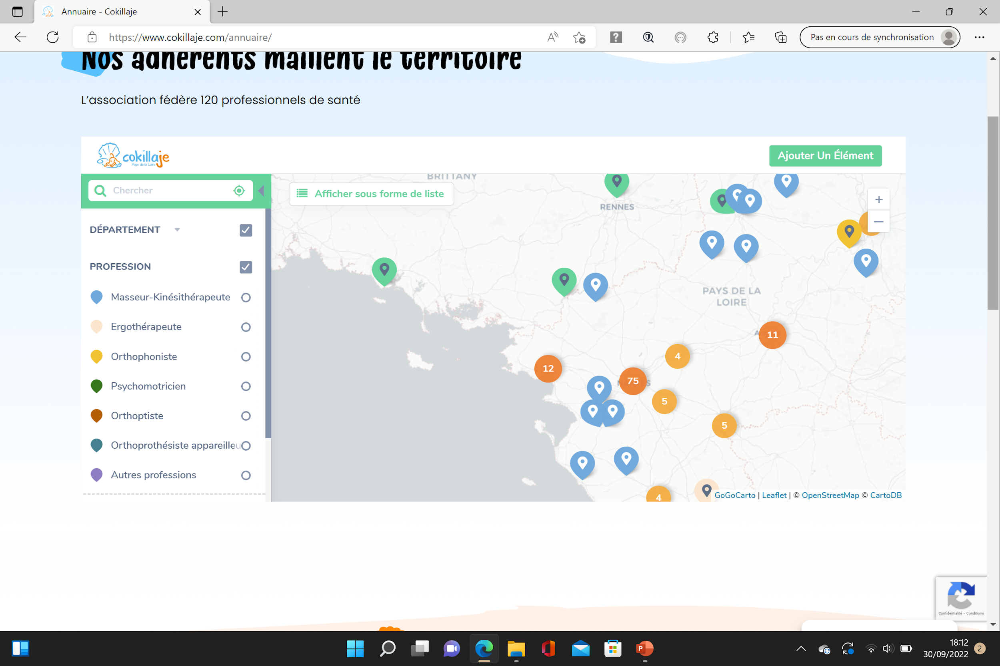 Annuaire - Cokillaje
https://www.cokillaje.com/annuaire/
Pas en cours de synchronisation
Nos adhérents maillent le territoire
L'association fédère 120 professionnels de santé
cokillaje
Pays de la Loire
Ajouter Un Élément
Chercher
Afficher sous forme de liste
BRITTANY
RENNES
+
−
DÉPARTEMENT
PROFESSION
Masseur-Kinésithérapeute
Ergothérapeute
Orthophoniste
Psychomotricien
Orthoptiste
Orthoprothésiste appareilleu
Autres professions
PAYS DE LA
LOIRE
11
4
12
75
5
5
4
GoGoCarto | Leaflet | © OpenStreetMap © CartoDB
Confidentialité - Conditions
18:12
30/09/2022
2